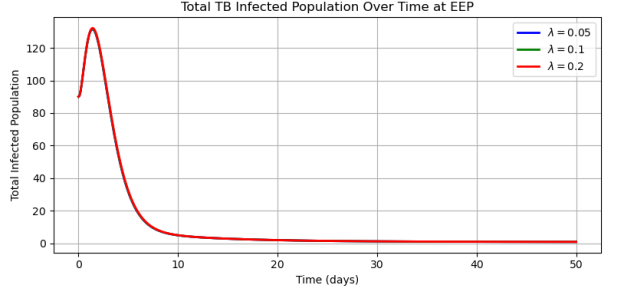 Total TB Infected Population Over Time at EEP
λ = 0.05
λ = 0.1
λ = 0.2
Total Infected Population
120
100
80
60
40
20
0
0 10 20 30 40 50
Time (days)